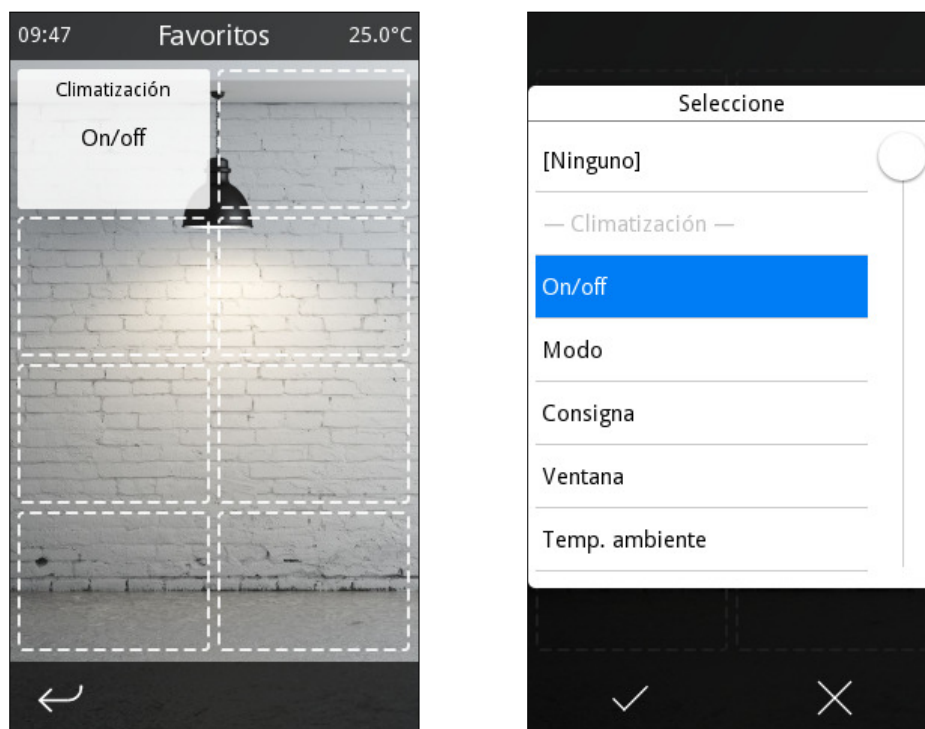 09:47 Favoritos 25.0°C
Climatización
On/off
Seleccione
[Ninguno]
— Climatización —
On/off
Modo
Consigna
Ventana
Temp. ambiente